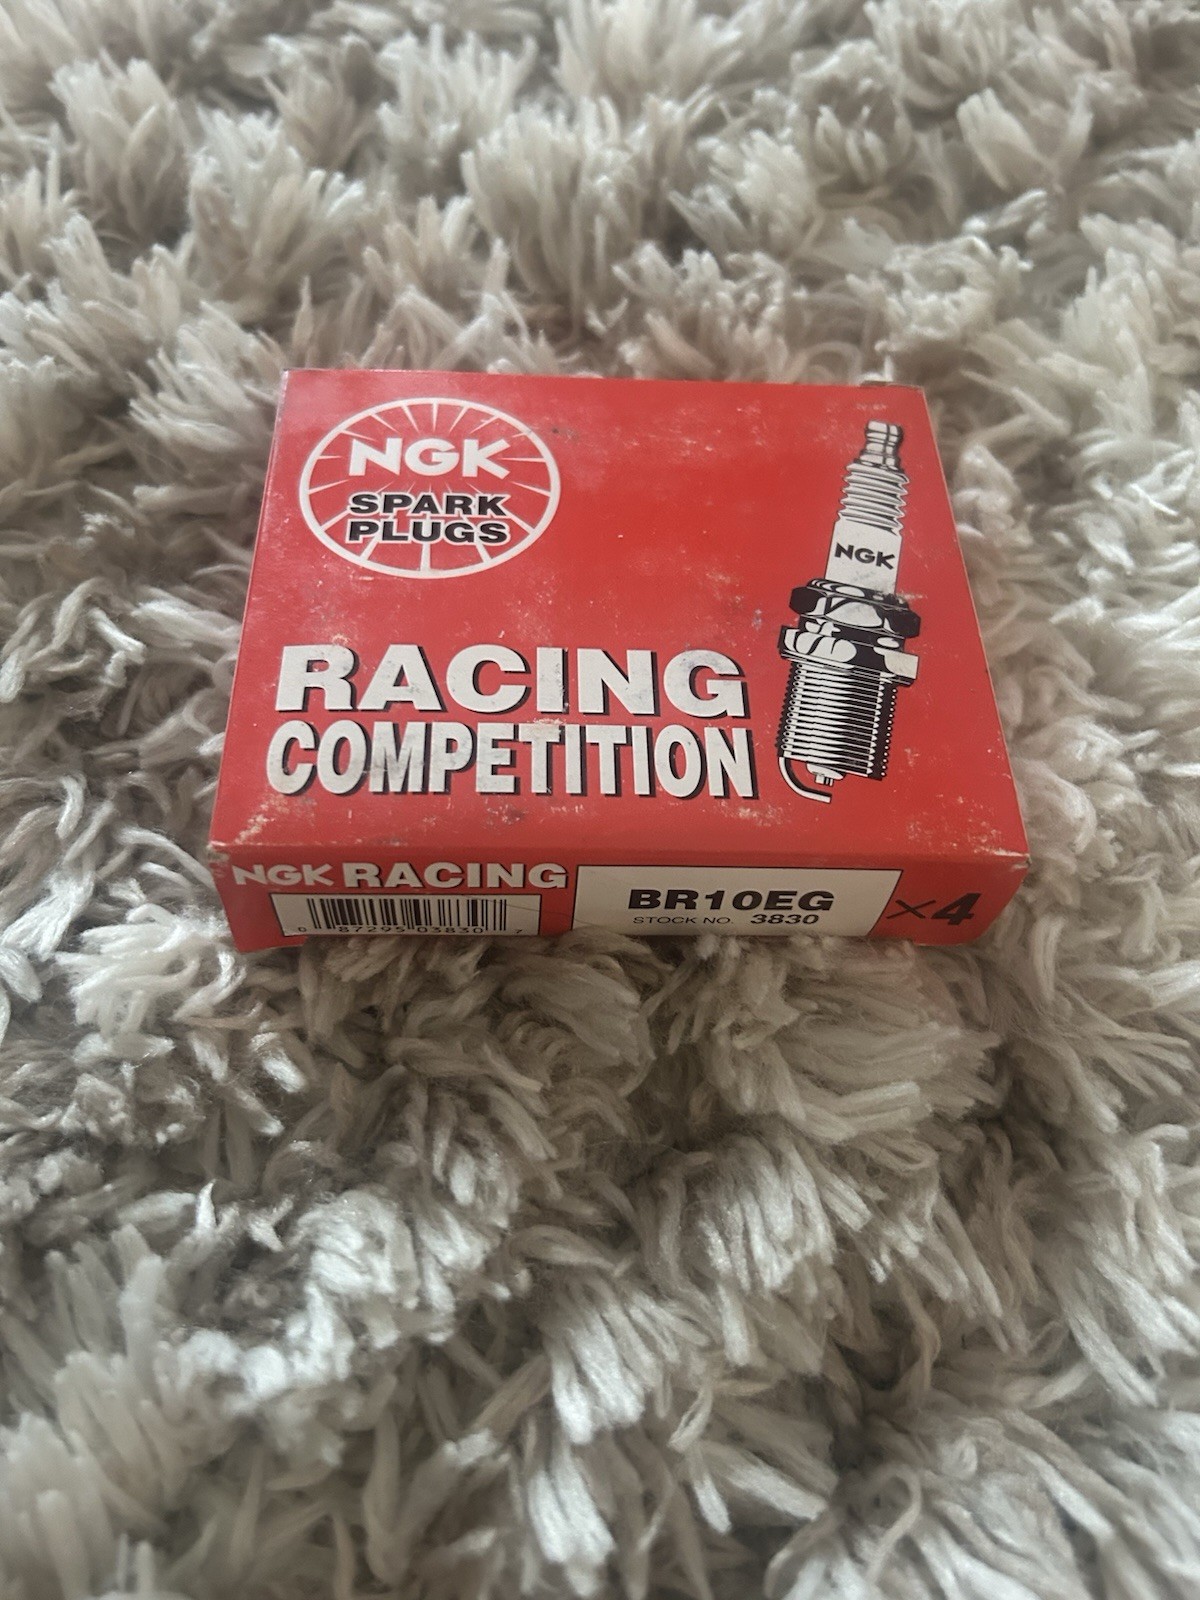 NGK
SPARK
PLUGS
NGK
RACING
COMPETITION
NGK RACING
0 87295 03830 7
BR10EG
STOCK NO. 3830
×4